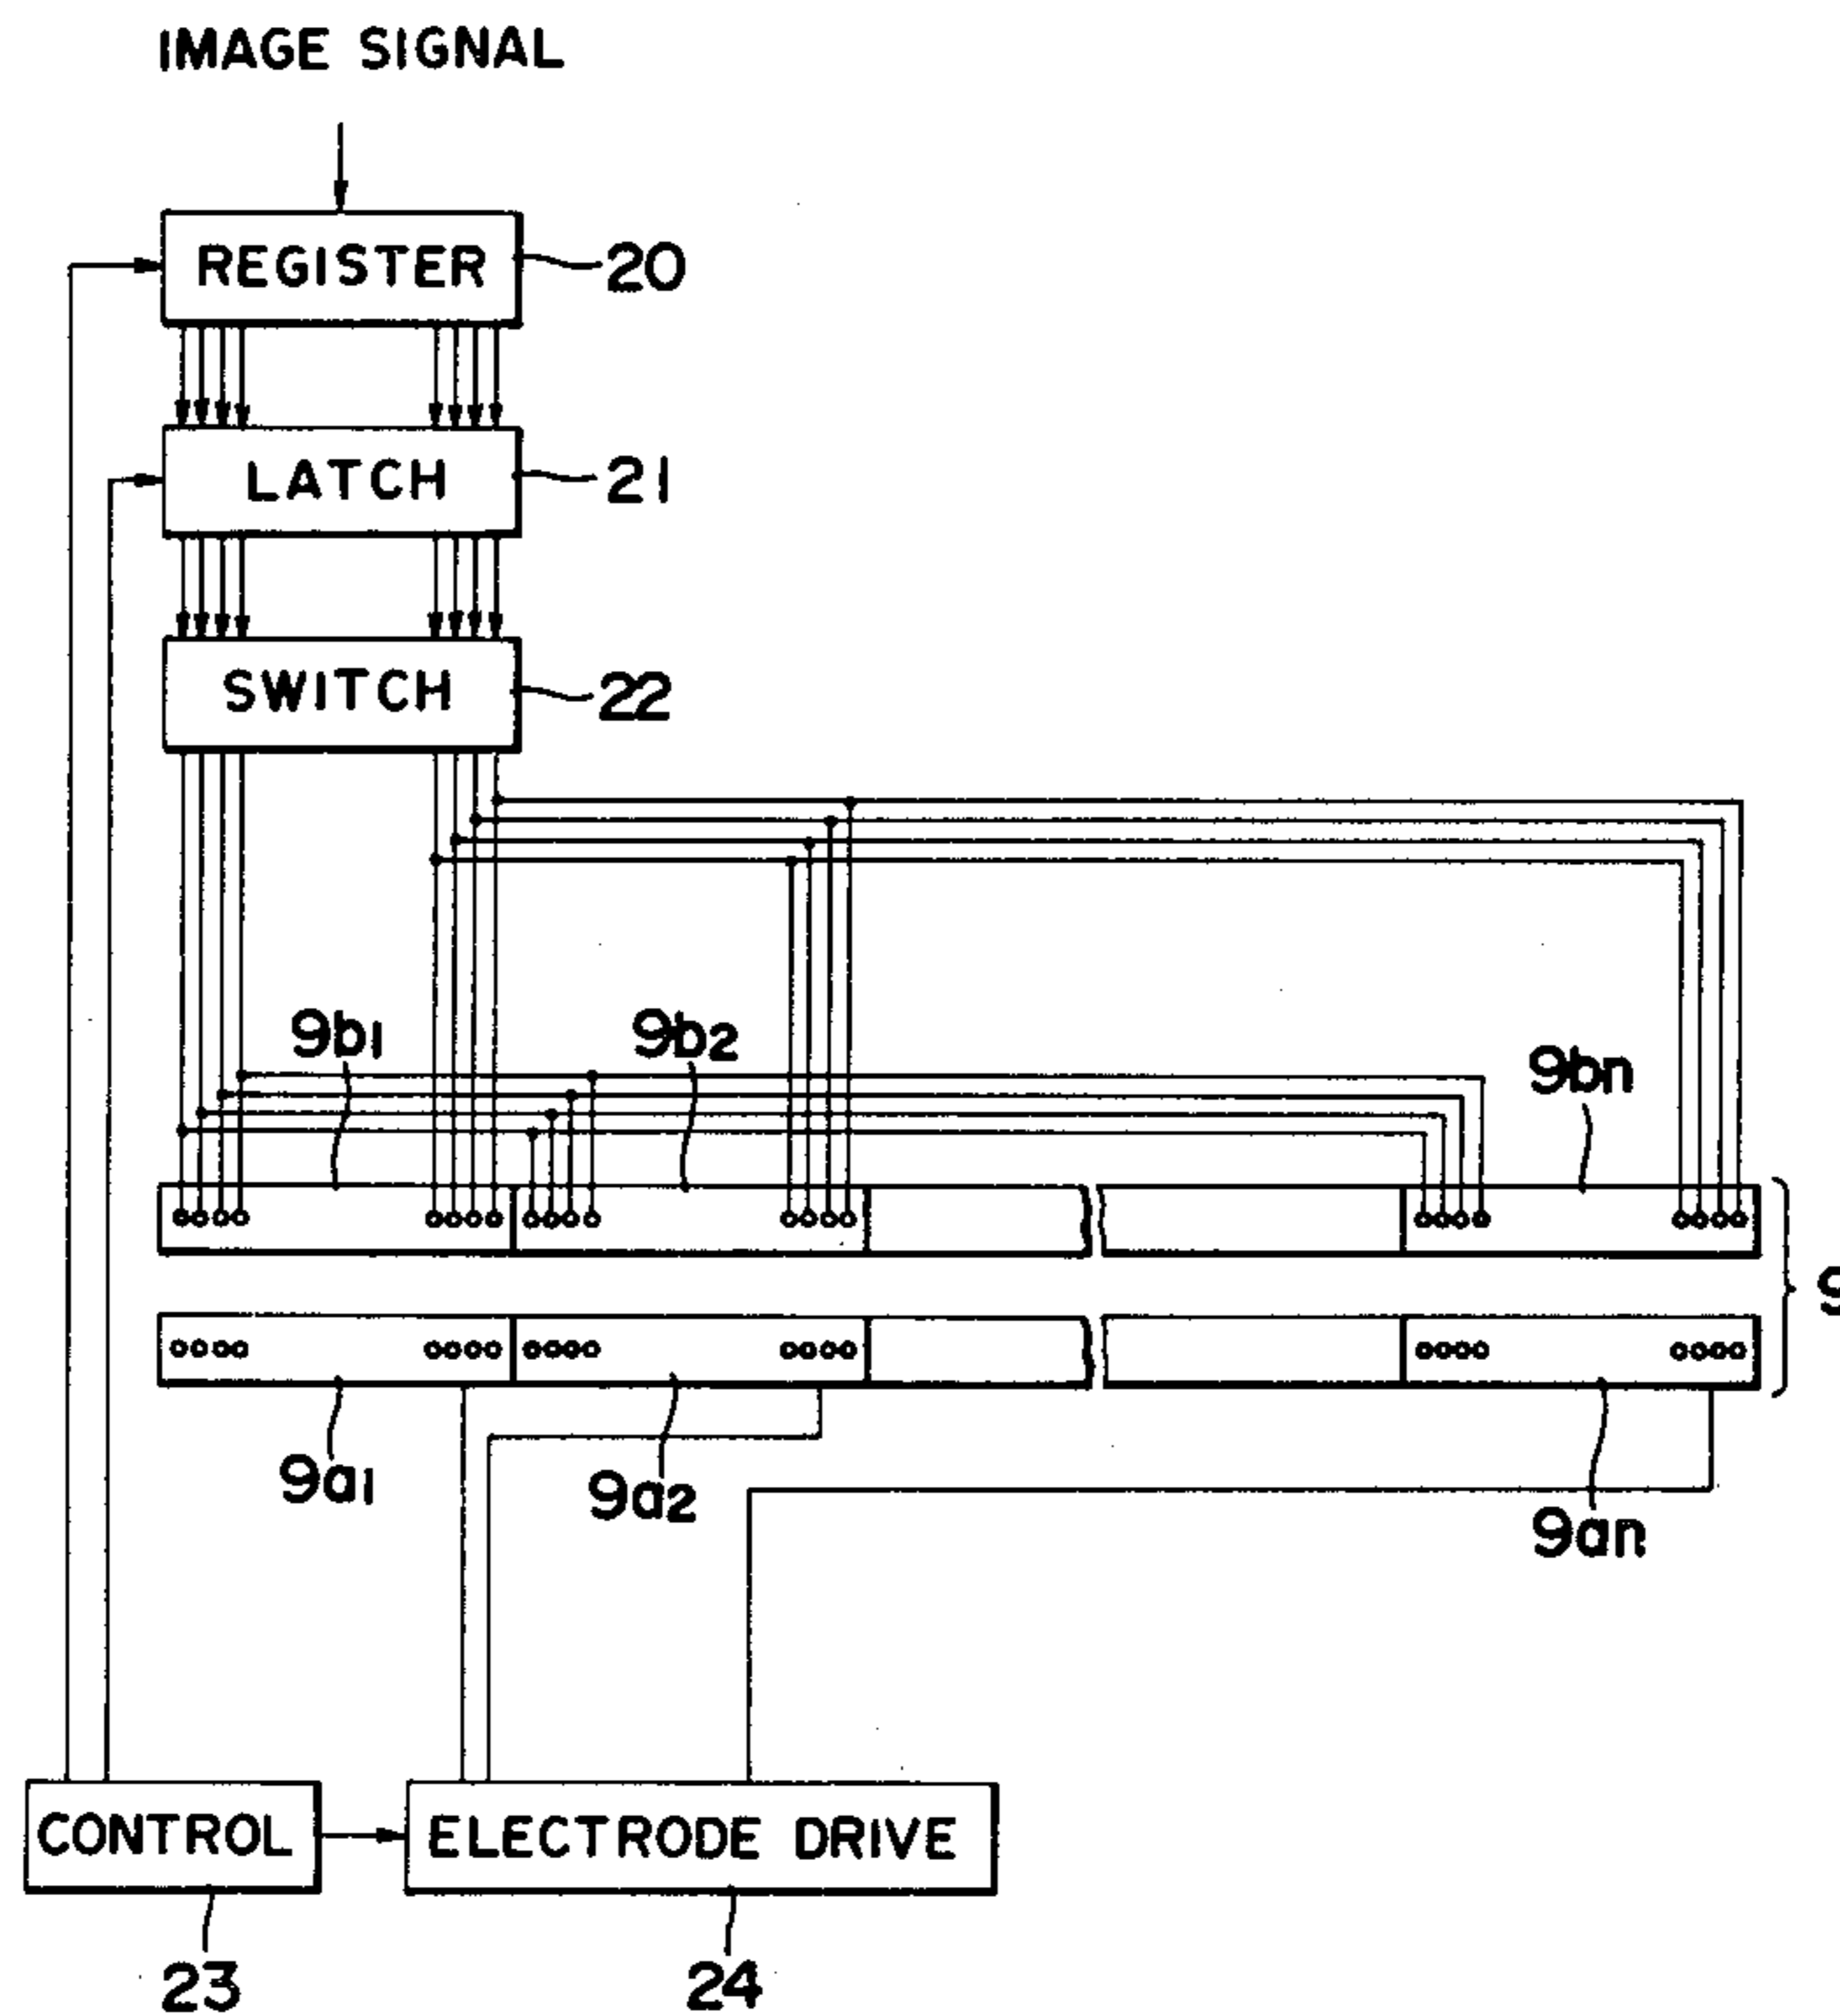 IMAGE SIGNAL
REGISTER
20
LATCH
21
SWITCH
22
9b1
9b2
9bn
9
9a1
9a2
9an
CONTROL
ELECTRODE DRIVE
23
24